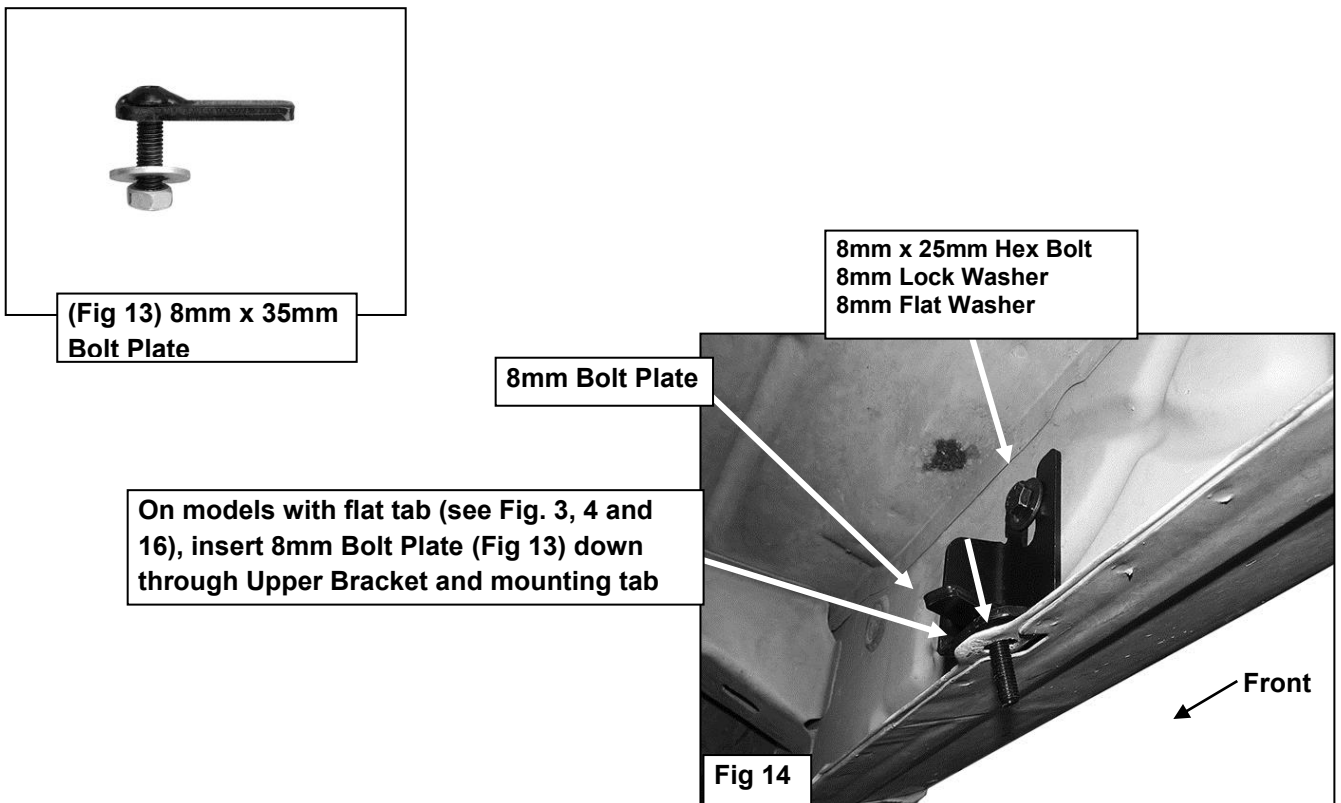 (Fig 13) 8mm x 35mm
Bolt Plate
8mm x 25mm Hex Bolt
8mm Lock Washer
8mm Flat Washer
8mm Bolt Plate
On models with flat tab (see Fig. 3, 4 and
16), insert 8mm Bolt Plate (Fig 13) down
through Upper Bracket and mounting tab
Front
Fig 14